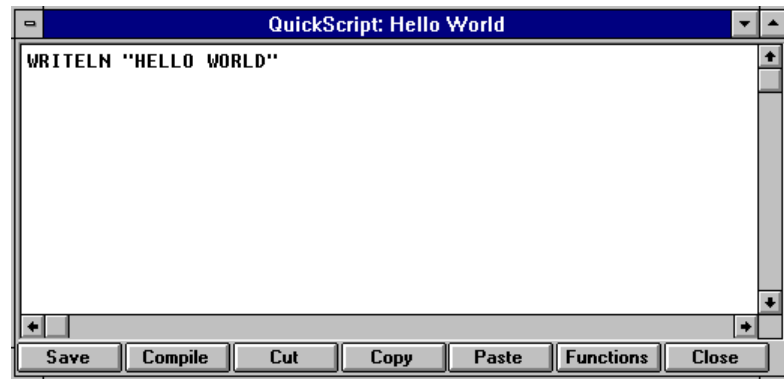 QuickScript: Hello World
WRITELN "HELLO WORLD"
Save Compile Cut Copy Paste Functions Close